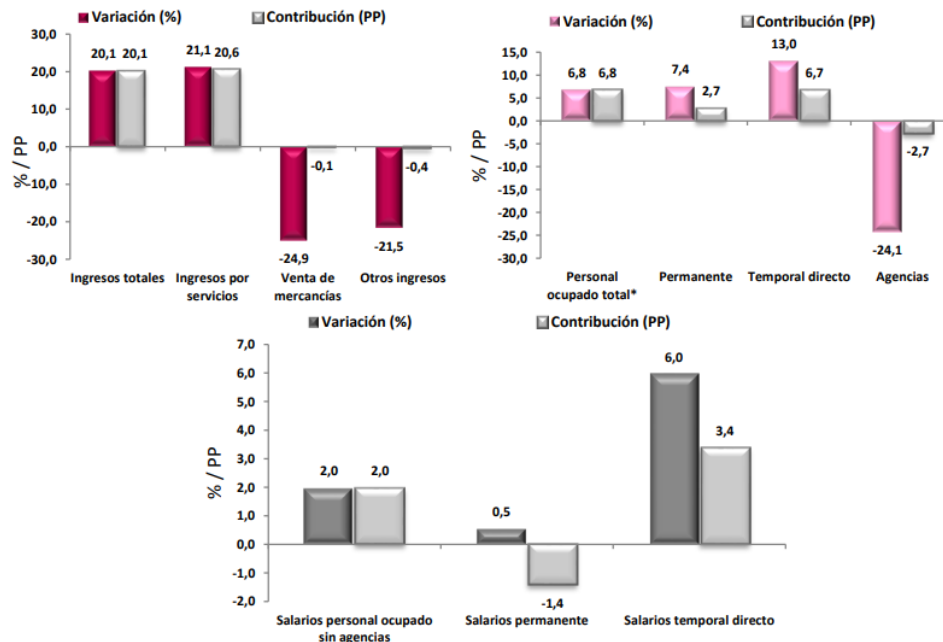 Variación (%) Contribución (PP)
30,0
20,0
10,0
0,0
-10,0
-20,0
-30,0
% / PP
20,1 20,1
21,1 20,6
-24,9 -0,1
-21,5 -0,4
Ingresos totales
Ingresos por
servicios
Venta de
mercancías
Otros ingresos
Variación (%) Contribución (PP)
15,0
10,0
5,0
0,0
-5,0
-10,0
-15,0
-20,0
-25,0
-30,0
% / PP
6,8 6,8
7,4 2,7
13,0 6,7
-24,1 -2,7
Personal
ocupado total*
Permanente
Temporal directo
Agencias
Variación (%) Contribución (PP)
7,0
6,0
5,0
4,0
3,0
2,0
1,0
0,0
-1,0
-2,0
% / PP
2,0 2,0
0,5 -1,4
6,0 3,4
Salarios personal ocupado
sin agencias
Salarios permanente
Salarios temporal directo